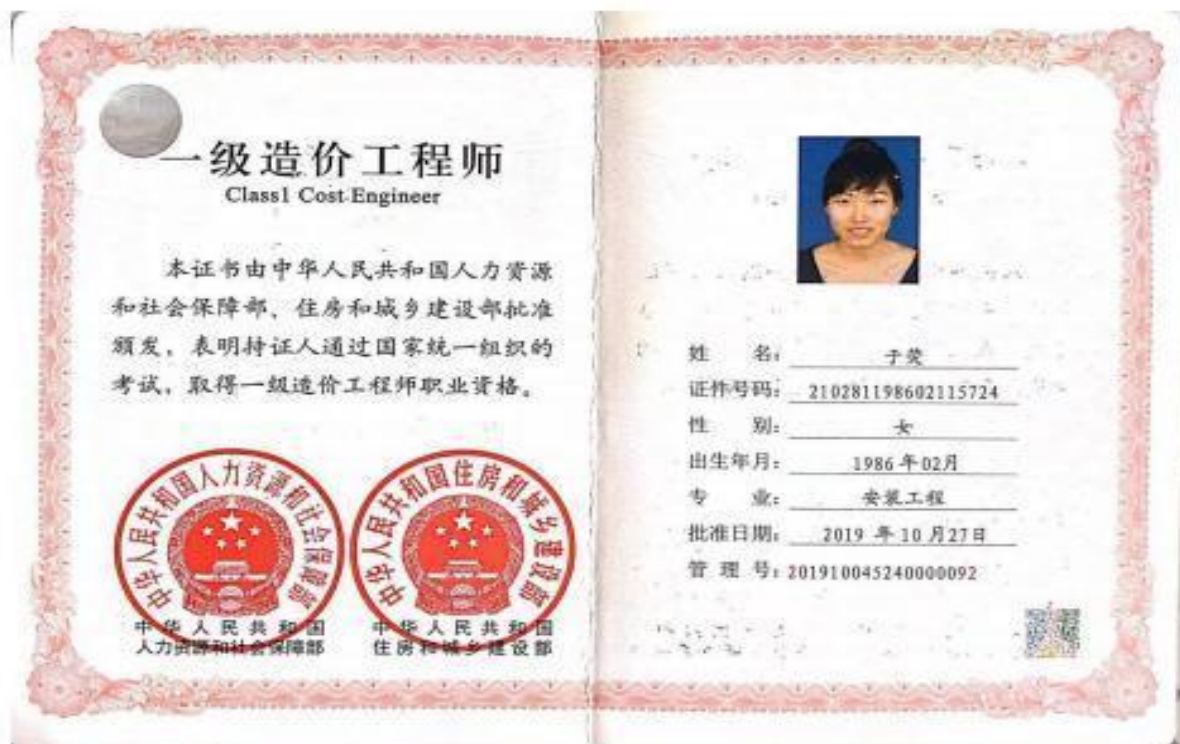 一级造价工程师
Class1 Cost Engineer
本证书由中华人民共和国人力资源
和社会保障部、住房和城乡建设部批准
颁发,表明持证人通过国家统一组织的
考试,取得一级造价工程师职业资格。
中华人民共和国人力资源和社会保障部
中华人民共和国住房和城乡建设部
中华人民共和国
人力资源和社会保障部
中华人民共和国
住房和城乡建设部
姓 名: 于荧
证件号码: 210281198602115724
性 别: 女
出生年月: 1986年02月
专 业: 安装工程
批准日期: 2019 年 10 月27日
管 理 号: 201910045240000092